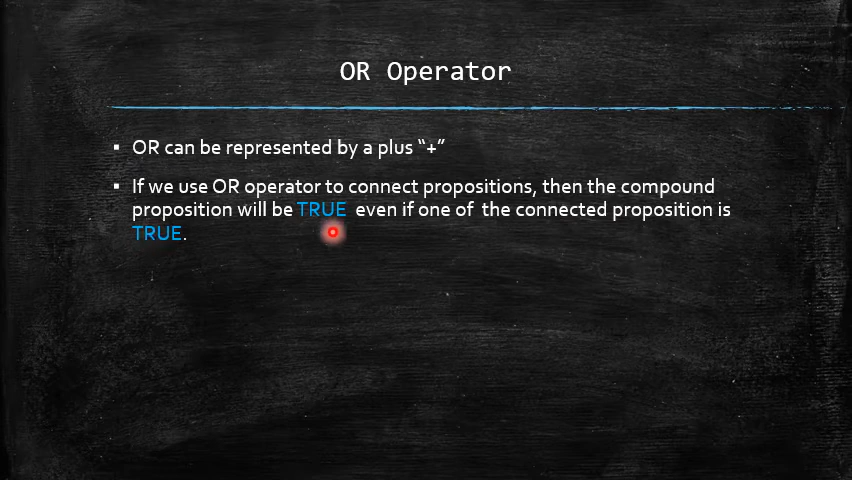 OR Operator
▪ OR can be represented by a plus “+”
▪ If we use OR operator to connect propositions, then the compound
proposition will be TRUE even if one of the connected proposition is
TRUE.